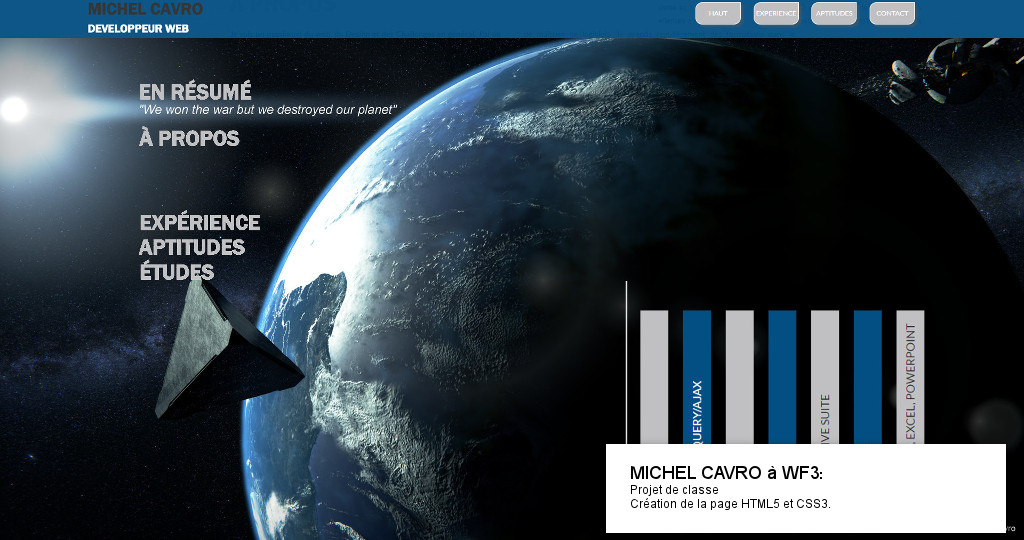 MICHEL CAVRO
DEVELOPPEUR WEB
HAUT
EXPERIENCE
APTITUDES
CONTACT
EN RÉSUMÉ
"We won the war but we destroyed our planet"
À PROPOS
EXPÉRIENCE
APTITUDES
ÉTUDES
QUERY/AJAX
IVE SUITE
EXCEL, POWERPOINT
MICHEL CAVRO à WF3:
Projet de classe
Création de la page HTML5 et CSS3.
vro